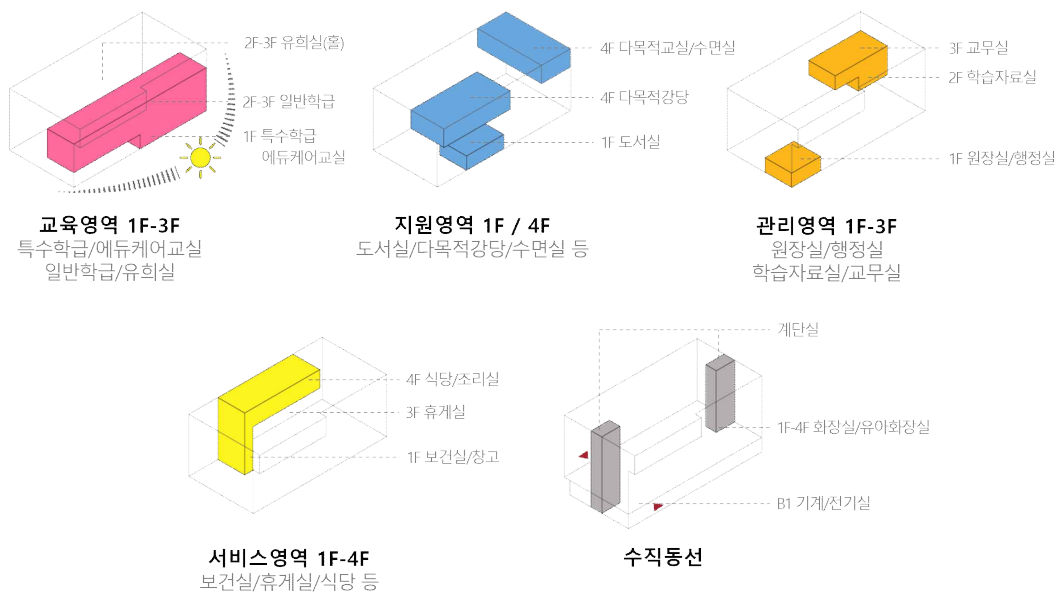 2F-3F 유희실(홀)
2F-3F 일반학급
1F 특수학급
에듀케어교실
교육영역 1F-3F
특수학급/에듀케어교실
일반학급/유희실
4F 다목적교실/수면실
4F 다목적강당
1F 도서실
지원영역 1F / 4F
도서실/다목적강당/수면실 등
3F 교무실
2F 학습자료실
1F 원장실/행정실
관리영역 1F-3F
원장실/행정실
학습자료실/교무실
4F 식당/조리실
3F 휴게실
1F 보건실/창고
서비스영역 1F-4F
보건실/휴게실/식당 등
계단실
1F-4F 화장실/유아화장실
B1 기계/전기실
수직동선